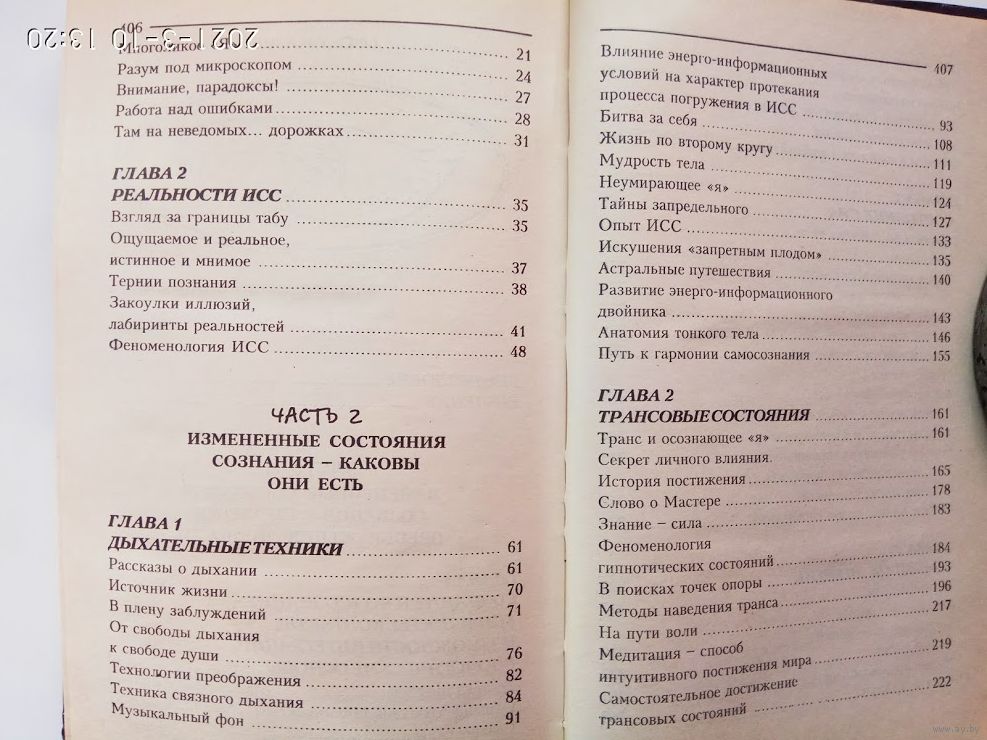 406
2021-3-10 13:20
Многоликое «Я» 21
Разум под микроскопом 24
Внимание, парадоксы! 27
Работа над ошибками 28
Там на неведомых... дорожках 31
ГЛАВА 2
РЕАЛЬНОСТИ ИСС 35
Взгляд за границы табу 35
Ощущаемое и реальное,
истинное и мнимое 37
Тернии познания 38
Закоулки иллюзий,
лабиринты реальностей 41
Феноменология ИСС 48
ЧАСТЬ 2
ИЗМЕНЕННЫЕ СОСТОЯНИЯ
СОЗНАНИЯ – КАКОВЫ
ОНИ ЕСТЬ
ГЛАВА 1
ДЫХАТЕЛЬНЫЕ ТЕХНИКИ 61
Рассказы о дыхании 61
Источник жизни 70
В плену заблуждений 71
От свободы дыхания
к свободе души 76
Технологии преображения 82
Техника связного дыхания 84
Музыкальный фон 91
407
Влияние энерго-информационных
условий на характер протекания
процесса погружения в ИСС 93
Битва за себя 108
Жизнь по второму кругу 111
Мудрость тела 119
Неумирающее «я» 124
Тайны запредельного 127
Опыт ИСС 133
Искушения «запретным плодом» 135
Астральные путешествия 140
Развитие энерго-информационного
двойника 143
Анатомия тонкого тела 146
Путь к гармонии самосознания 155
ГЛАВА 2
ТРАНСОВЫЕ СОСТОЯНИЯ 161
Транс и осознающее «я» 161
Секрет личного влияния.
История постижения 165
Слово о Мастере 178
Знание – сила 183
Феноменология
гипнотических состояний 184
В поисках точек опоры 193
Методы наведения транса 196
На пути воли 217
Медитация – способ
интуитивного постижения мира 219
Самостоятельное достижение
трансовых состояний 222
www.ay.by